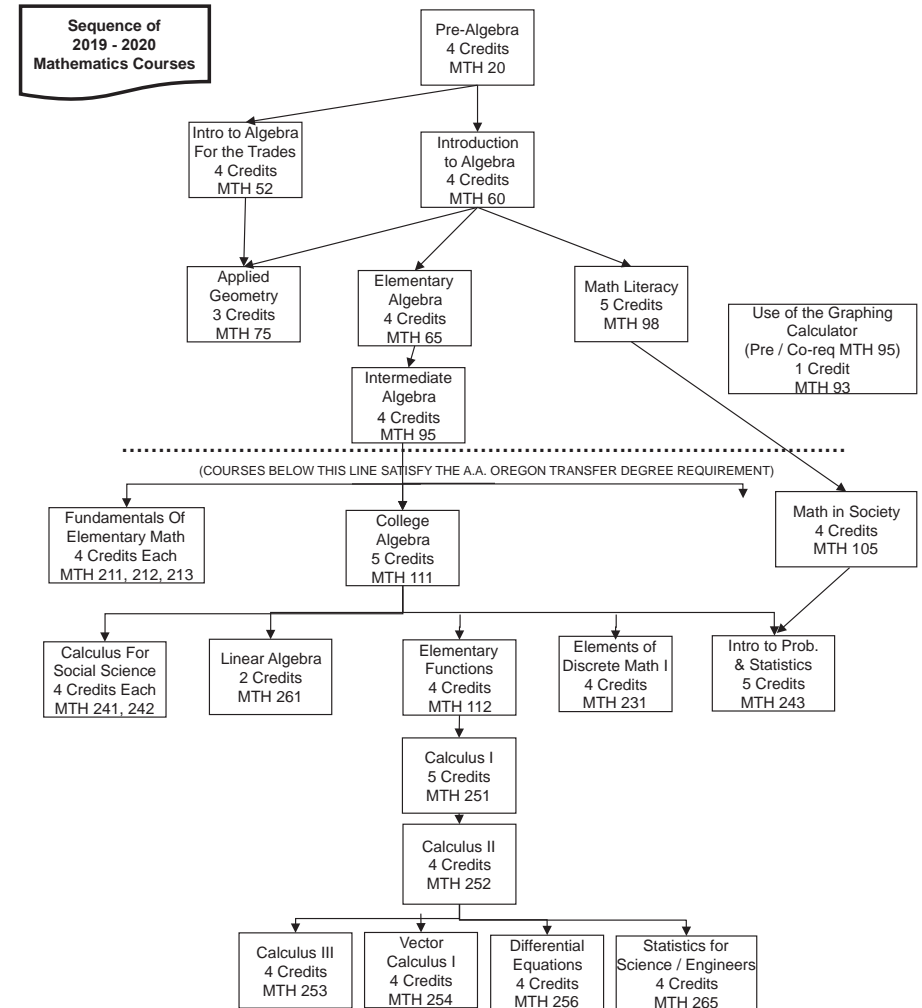 Sequence of
2019 - 2020
Mathematics Courses
Pre-Algebra
4 Credits
MTH 20
Intro to Algebra
For the Trades
4 Credits
MTH 52
Introduction
to Algebra
4 Credits
MTH 60
Applied
Geometry
3 Credits
MTH 75
Elementary
Algebra
4 Credits
MTH 65
Math Literacy
5 Credits
MTH 98
Use of the Graphing
Calculator
(Pre / Co-req MTH 95)
1 Credit
MTH 93
Intermediate
Algebra
4 Credits
MTH 95
(COURSES BELOW THIS LINE SATISFY THE A.A. OREGON TRANSFER DEGREE REQUIREMENT)
Fundamentals Of
Elementary Math
4 Credits Each
MTH 211, 212, 213
College
Algebra
5 Credits
MTH 111
Math in Society
4 Credits
MTH 105
Calculus For
Social Science
4 Credits Each
MTH 241, 242
Linear Algebra
2 Credits
MTH 261
Elementary
Functions
4 Credits
MTH 112
Elements of
Discrete Math I
4 Credits
MTH 231
Intro to Prob.
& Statistics
5 Credits
MTH 243
Calculus I
5 Credits
MTH 251
Calculus II
4 Credits
MTH 252
Calculus III
4 Credits
MTH 253
Vector
Calculus I
4 Credits
MTH 254
Differential
Equations
4 Credits
MTH 256
Statistics for
Science / Engineers
4 Credits
MTH 265